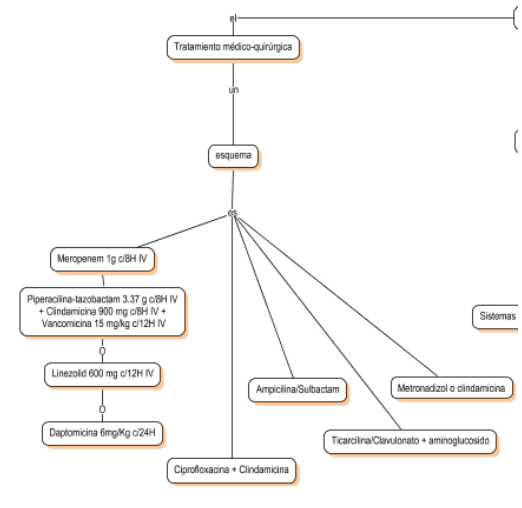 el
Tratamiento médico-quirúrgica
un
esquema
es
Meropenem 1g c/8H IV
Piperacilina-tazobactam 3.37 g c/8H IV
+ Clindamicina 900 mg c/8H IV +
Vancomicina 15 mg/kg c/12H IV
O
Linezolid 600 mg c/12H IV
O
Daptomicina 6mg/Kg c/24H
Ciprofloxacina + Clindamicina
Ampicilina/Sulbactam
Ticarcilina/Clavulonato + aminoglucosido
Metronadizol o clindamicina
Sistemas